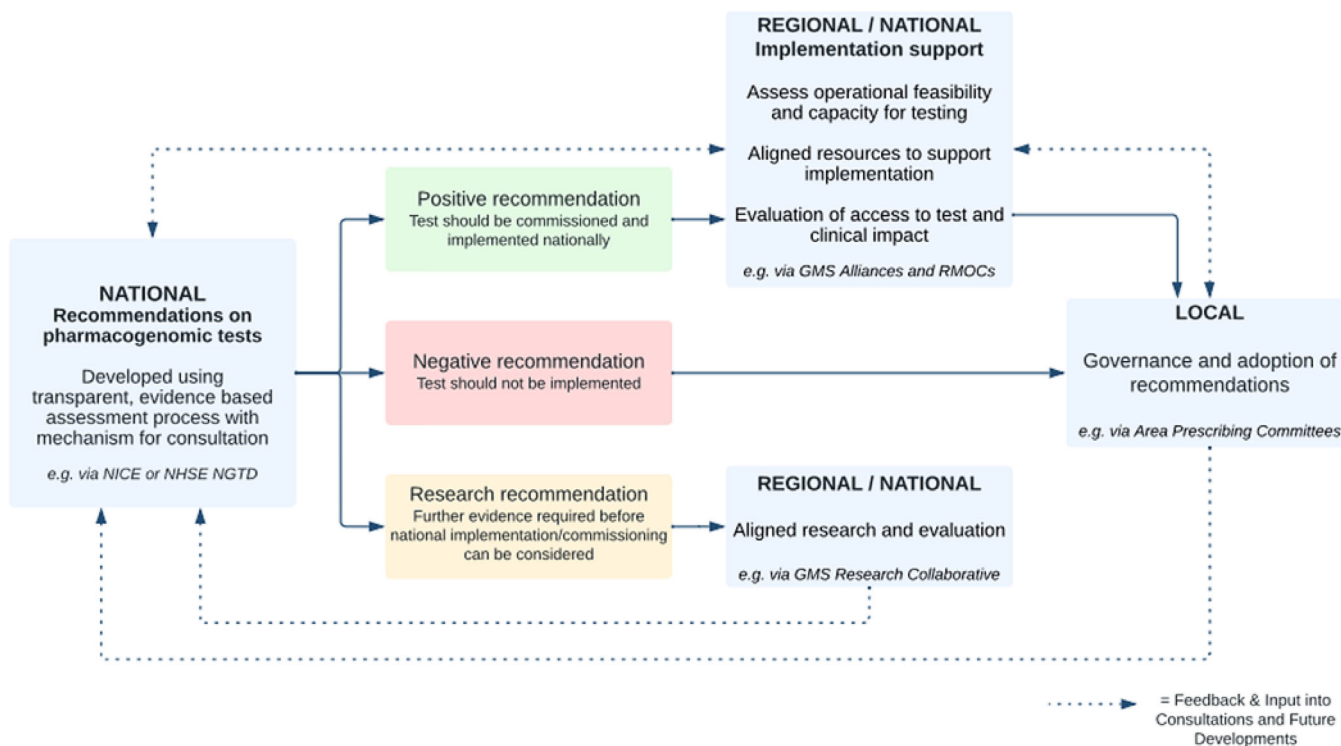 REGIONAL / NATIONAL
Implementation support
Assess operational feasibility
and capacity for testing
Aligned resources to support
implementation
Evaluation of access to test and
clinical impact
e.g. via GMS Alliances and RMOCs
Positive recommendation
Test should be commissioned and
implemented nationally
NATIONAL
Recommendations on
pharmacogenomic tests
Developed using
transparent, evidence based
assessment process with
mechanism for consultation
e.g. via NICE or NHSE NGTD
Negative recommendation
Test should not be implemented
LOCAL
Governance and adoption of
recommendations
e.g. via Area Prescribing Committees
Research recommendation
Further evidence required before
national implementation/commissioning
can be considered
REGIONAL / NATIONAL
Aligned research and evaluation
e.g. via GMS Research Collaborative
= Feedback & Input into
Consultations and Future
Developments